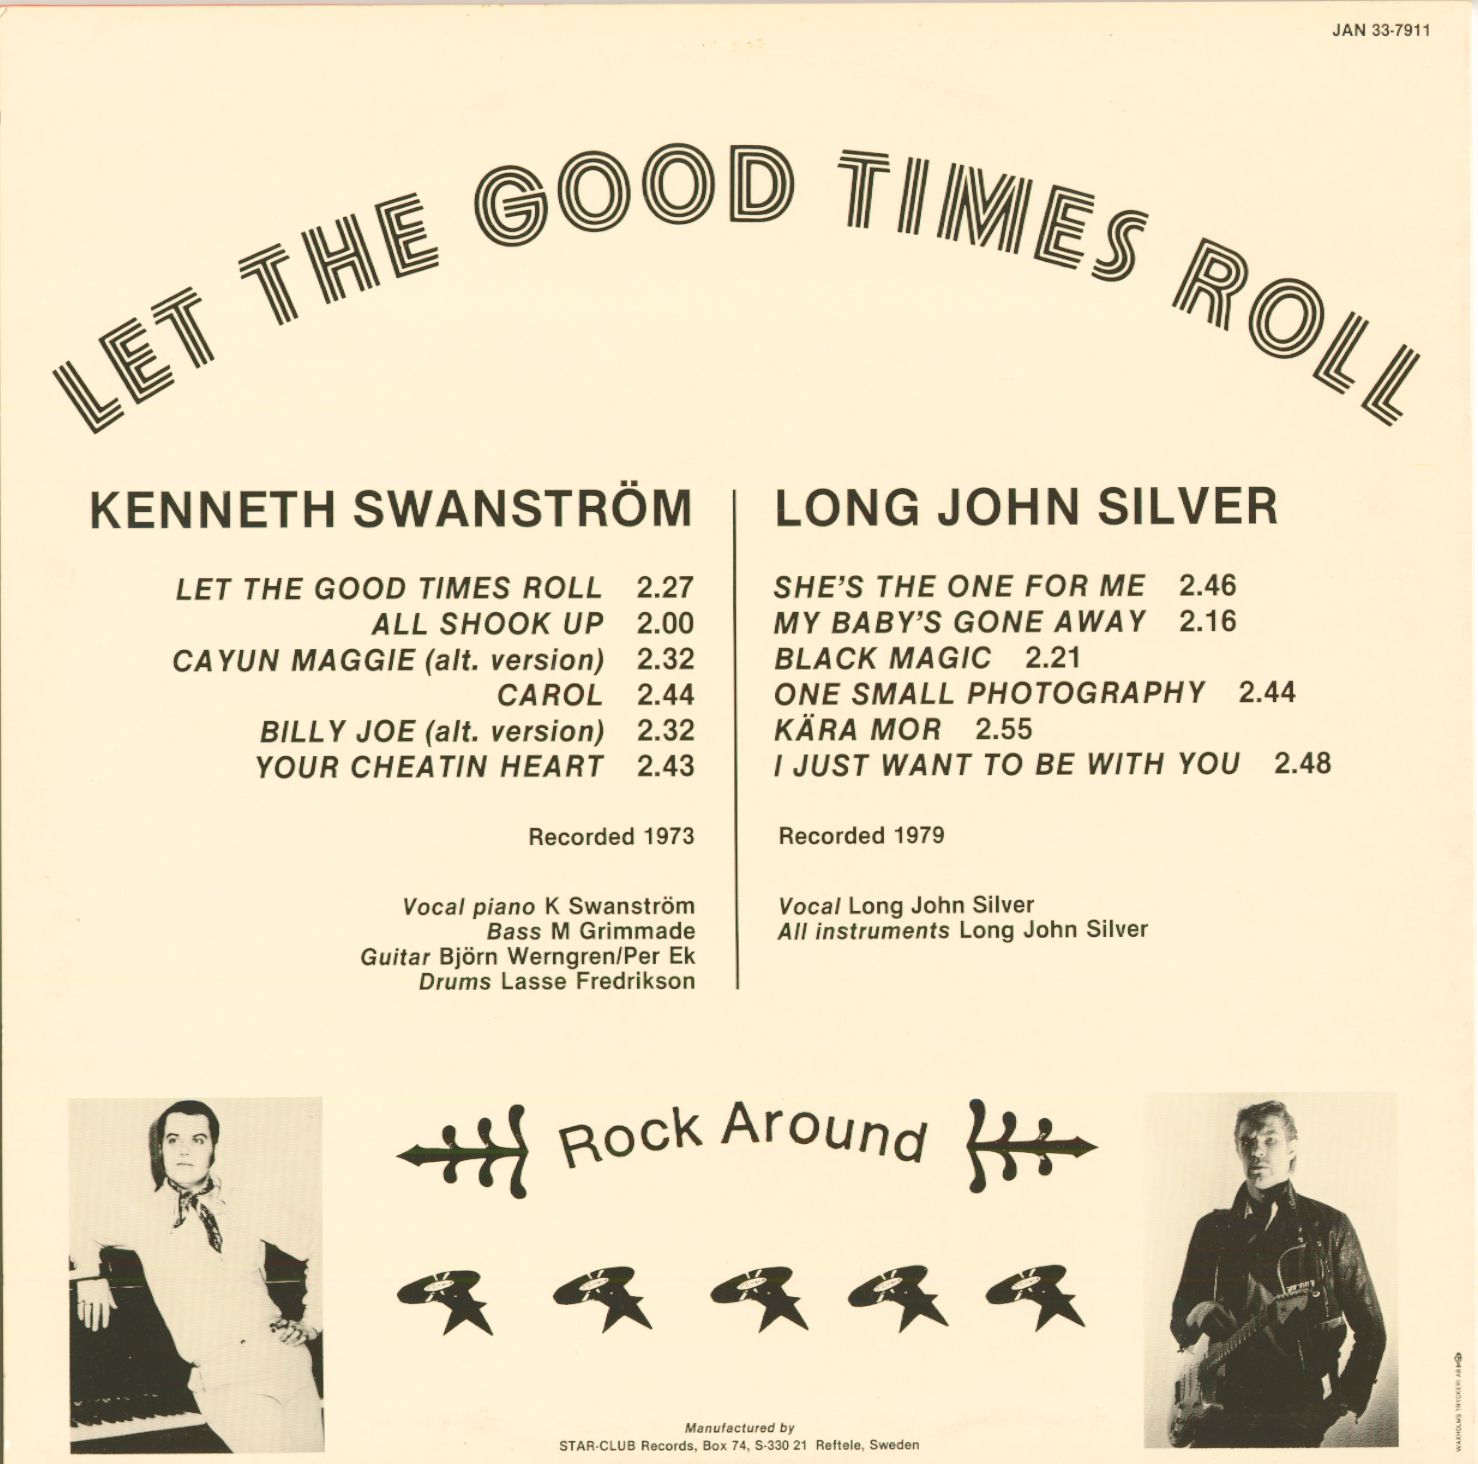 JAN 33-7911
LET THE GOOD TIMES ROLL
KENNETH SWANSTRÖM
LET THE GOOD TIMES ROLL 2.27
ALL SHOOK UP 2.00
CAYUN MAGGIE (alt. version) 2.32
CAROL 2.44
BILLY JOE (alt. version) 2.32
YOUR CHEATIN HEART 2.43
Recorded 1973
Vocal piano K Swanström
Bass M Grimmade
Guitar Björn Werngren/Per Ek
Drums Lasse Fredrikson
LONG JOHN SILVER
SHE'S THE ONE FOR ME 2.46
MY BABY'S GONE AWAY 2.16
BLACK MAGIC 2.21
ONE SMALL PHOTOGRAPHY 2.44
KÄRA MOR 2.55
I JUST WANT TO BE WITH YOU 2.48
Recorded 1979
Vocal Long John Silver
All instruments Long John Silver
Rock Around
Manufactured by
STAR-CLUB Records, Box 74, S-330 21 Reftele, Sweden
WAXHOLMS TRYCKERI AB